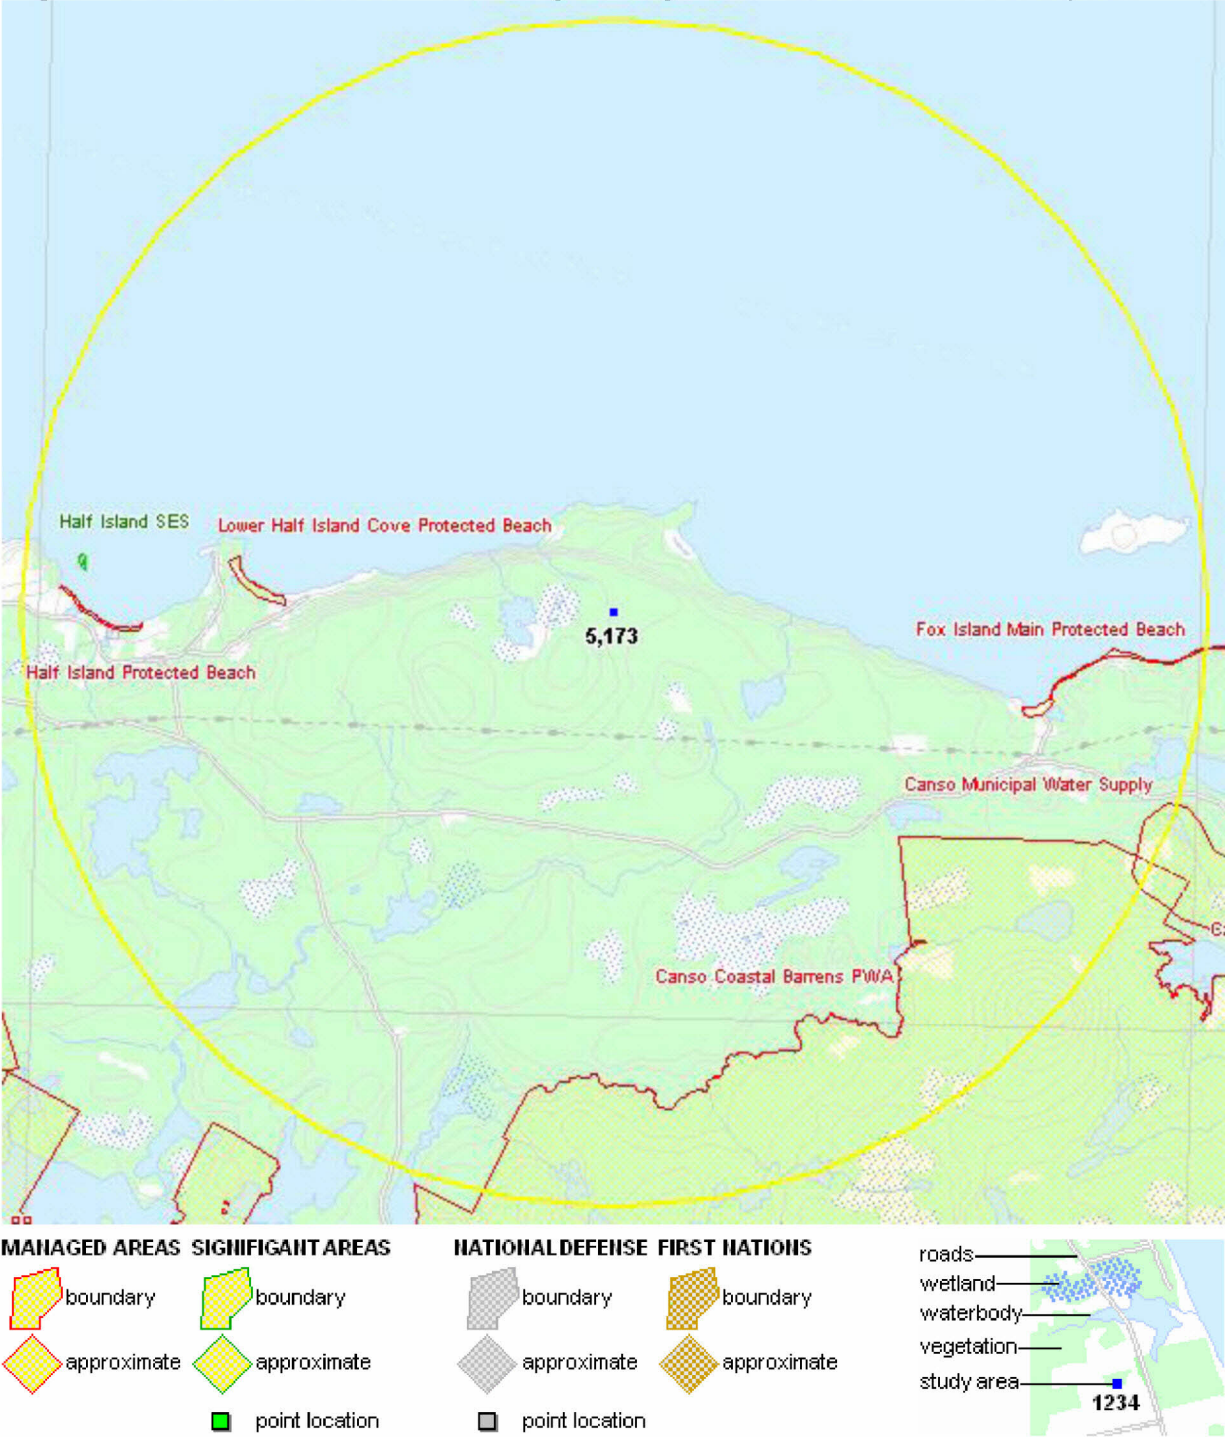 Half Island SES
Lower Half Island Cove Protected Beach
5,173
Fox Island Main Protected Beach
Half Island Protected Beach
Canso Municipal Water Supply
Canso Coastal Barrens PWA
MANAGED AREAS SIGNIFIGANT AREAS NATIONAL DEFENSE FIRST NATIONS
boundary boundary boundary boundary
approximate approximate approximate approximate
point location point location
roads
wetland
waterbody
vegetation
study area
1234